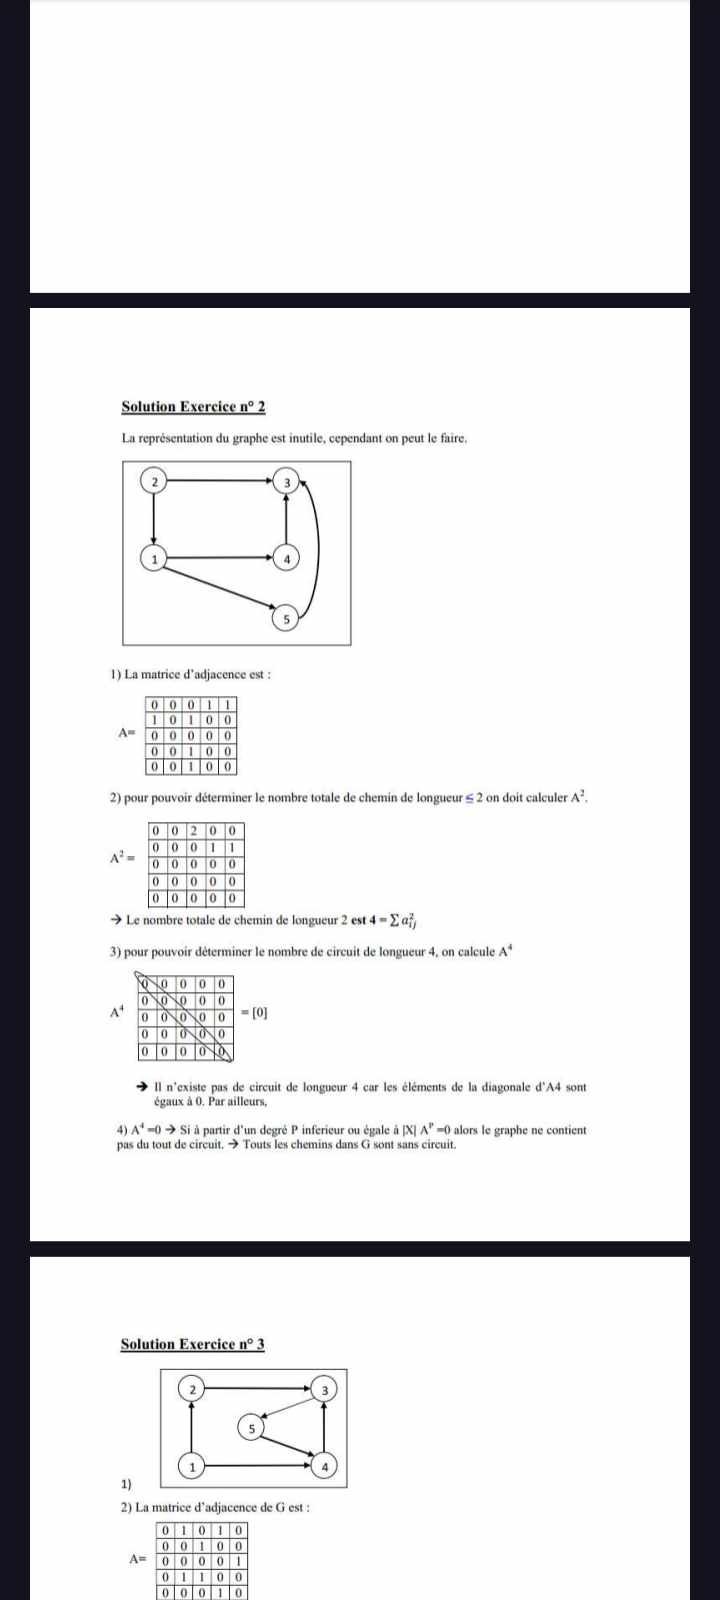 Solution Exercice n° 2
La représentation du graphe est inutile, cependant on peut le faire.
2 3
1 4
5
1) La matrice d'adjacence est :
A=
0 0 0 1 1
1 0 1 0 0
0 0 0 0 0
0 0 1 0 0
0 0 1 0 0
2) pour pouvoir déterminer le nombre totale de chemin de longueur ≤ 2 on doit calculer A².
A² =
0 0 2 0 0
0 0 0 1 1
0 0 0 0 0
0 0 0 0 0
0 0 0 0 0
→ Le nombre totale de chemin de longueur 2 est 4 = ∑ a²ij
3) pour pouvoir déterminer le nombre de circuit de longueur 4, on calcule A⁴
A⁴
0 0 0 0 0
0 0 0 0 0
0 0 0 0 0
0 0 0 0 0
0 0 0 0 0
= [0]
→ Il n'existe pas de circuit de longueur 4 car les éléments de la diagonale d'A4 sont
égaux à 0. Par ailleurs,
4) A⁴ =0 → Si à partir d'un degré P inferieur ou égale à |X| Aᴾ =0 alors le graphe ne contient
pas du tout de circuit. → Touts les chemins dans G sont sans circuit.
Solution Exercice n° 3
2 3
5
1 4
1)
2) La matrice d'adjacence de G est :
A=
0 1 0 1 0
0 0 1 0 0
0 0 0 0 1
0 1 1 0 0
0 0 0 1 0